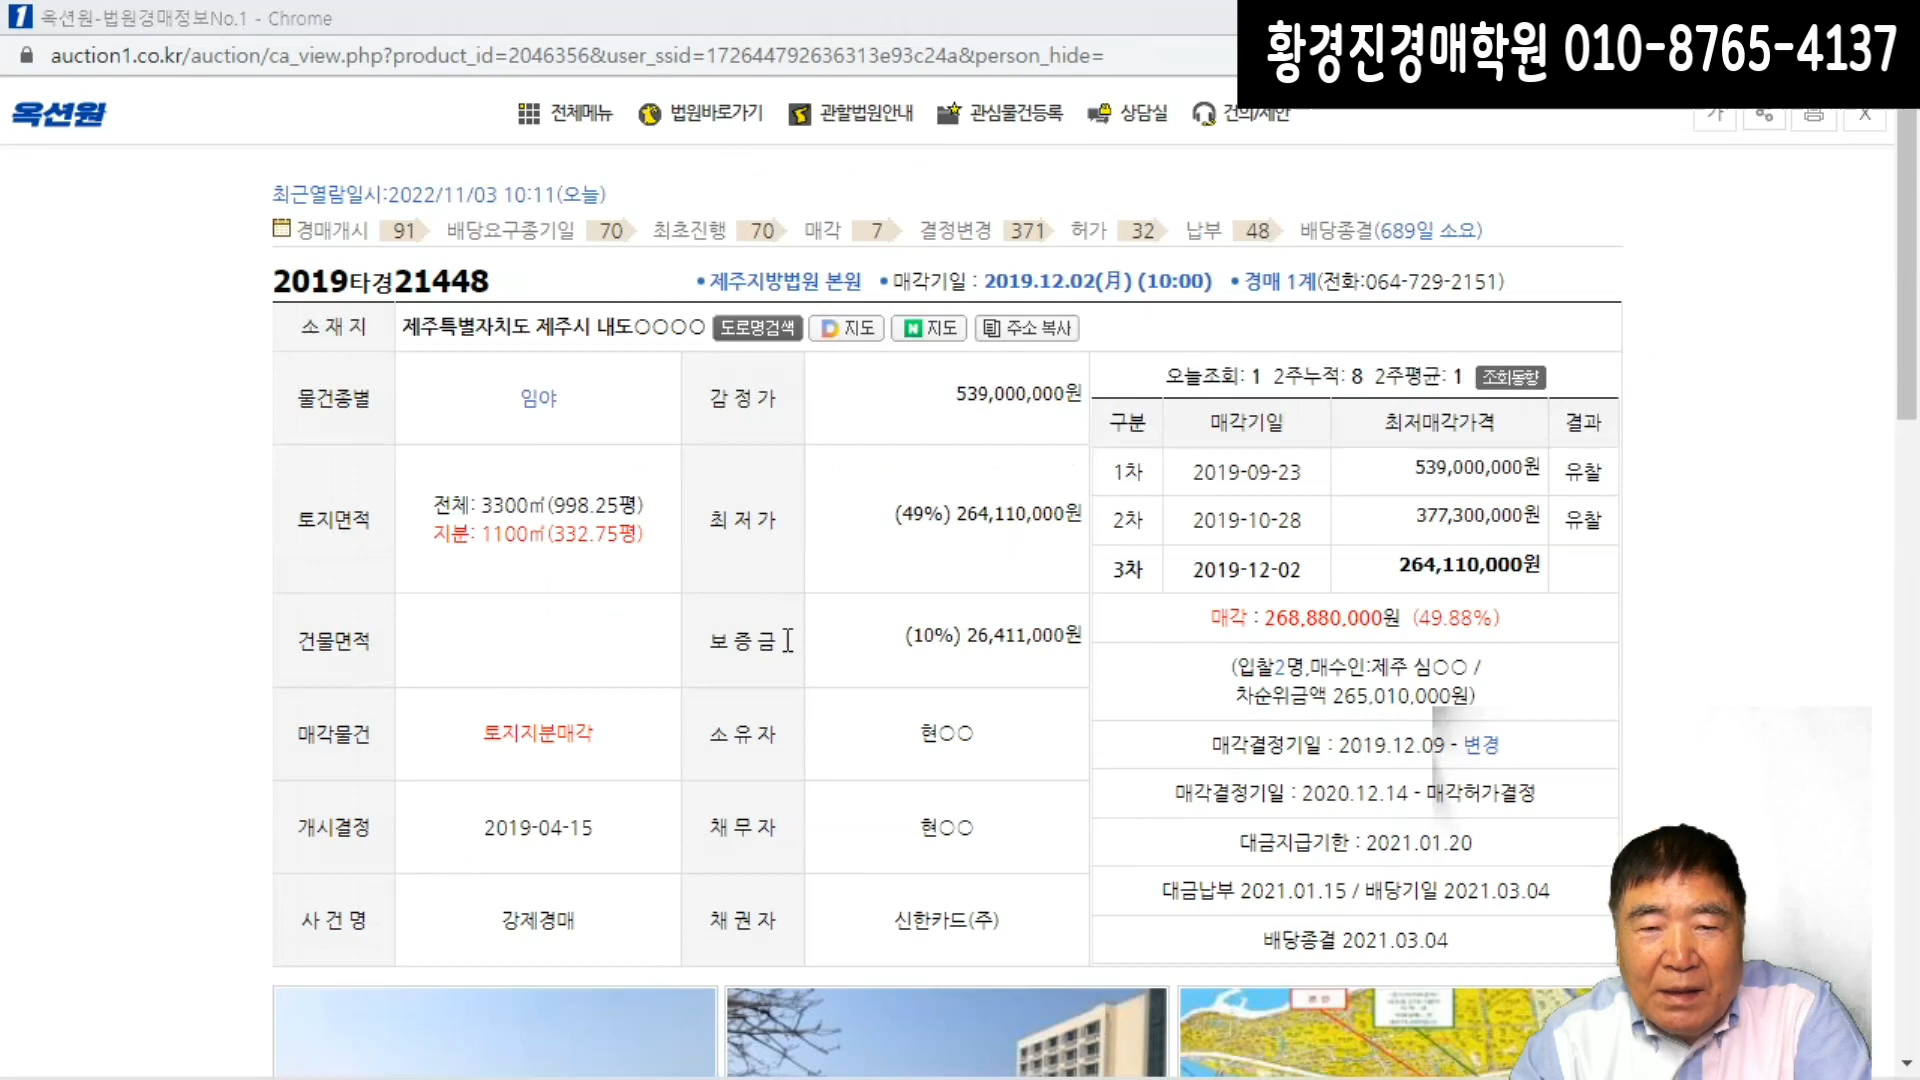 옥션원-법원경매정보No.1 - Chrome
황경진경매학원 010-8765-4137
auction1.co.kr/auction/ca_view.php?product_id=2046356&user_ssid=172644792636313e93c24a&person_hide=
옥션원 전체메뉴 법원바로가기 관할법원안내 관심물건등록 상담실 건의/제안
최근열람일시:2022/11/03 10:11(오늘)
경매개시 91 배당요구종기일 70 최초진행 70 매각 7 결정변경 371 허가 32 납부 48 배당종결(689일 소요)
2019타경21448 •제주지방법원 본원 •매각기일 : 2019.12.02(月) (10:00) •경매 1계(전화:064-729-2151)
소 재 지 제주특별자치도 제주시 내도○○○○ 도로명검색 D 지도 N 지도 주소 복사
물건종별 임야 감 정 가 539,000,000원
토지면적 전체: 3300㎡(998.25평)
지분: 1100㎡(332.75평)
최 저 가 (49%) 264,110,000원
건물면적 보 증 금 (10%) 26,411,000원
매각물건 토지지분매각 소 유 자 현○○
개시결정 2019-04-15 채 무 자 현○○
사 건 명 강제경매 채 권 자 신한카드(주)
오늘조회: 1 2주누적: 8 2주평균: 1 조회동향
구분 매각기일 최저매각가격 결과
1차 2019-09-23 539,000,000원 유찰
2차 2019-10-28 377,300,000원 유찰
3차 2019-12-02 264,110,000원
매각 : 268,880,000원 (49.88%)
(입찰2명,매수인:제주 심○○ /
차순위금액 265,010,000원)
매각결정기일 : 2019.12.09 - 변경
매각결정기일 : 2020.12.14 - 매각허가결정
대금지급기한 : 2021.01.20
대금납부 2021.01.15 / 배당기일 2021.03.04
배당종결 2021.03.04